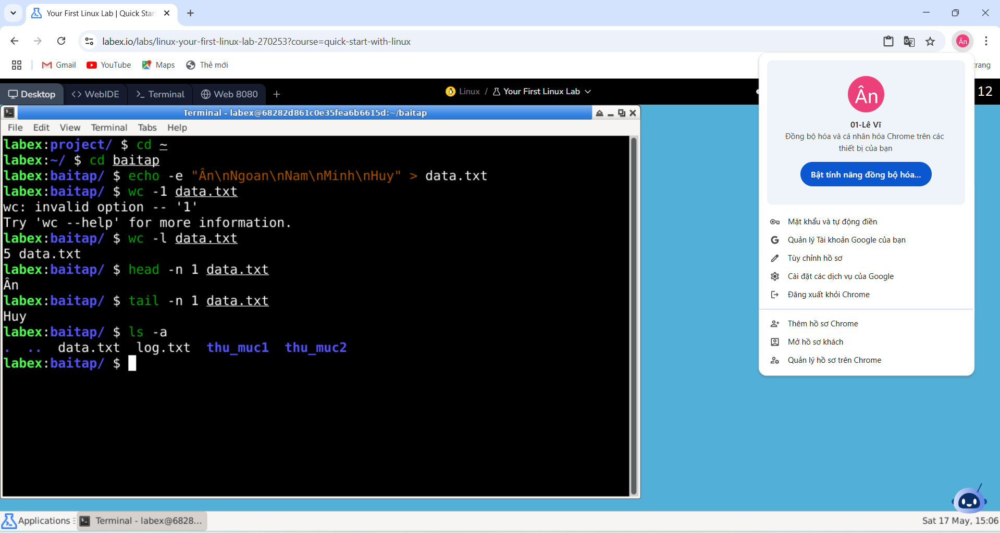 Your First Linux Lab | Quick Star
labex.io/labs/linux-your-first-linux-lab-270253?course=quick-start-with-linux
Ân
Gmail
YouTube
Maps
Thẻ mới
trang
Desktop
WebIDE
Terminal
Web 8080
Linux / Your First Linux Lab
12
Terminal - labex@68282d861c0e35fea6b6615d:~/baitap
File Edit View Terminal Tabs Help
labex:project/ $ cd ~
labex:~/ $ cd baitap
labex:baitap/ $ echo -e "Ân\nNgoan\nNam\nMinh\nHuy" > data.txt
labex:baitap/ $ wc -1 data.txt
wc: invalid option -- '1'
Try 'wc --help' for more information.
labex:baitap/ $ wc -l data.txt
5 data.txt
labex:baitap/ $ head -n 1 data.txt
Ân
labex:baitap/ $ tail -n 1 data.txt
Huy
labex:baitap/ $ ls -a
. .. data.txt log.txt thu_muc1 thu_muc2
labex:baitap/ $
Ân
01-Lê Vĩ
Đồng bộ hóa và cá nhân hóa Chrome trên các
thiết bị của bạn
Bật tính năng đồng bộ hóa...
Mật khẩu và tự động điền
Quản lý Tài khoản Google của bạn
Tùy chỉnh hồ sơ
Cài đặt các dịch vụ của Google
Đăng xuất khỏi Chrome
Thêm hồ sơ Chrome
Mở hồ sơ khách
Quản lý hồ sơ trên Chrome
Applications
Terminal - labex@6828...
Sat 17 May, 15:06